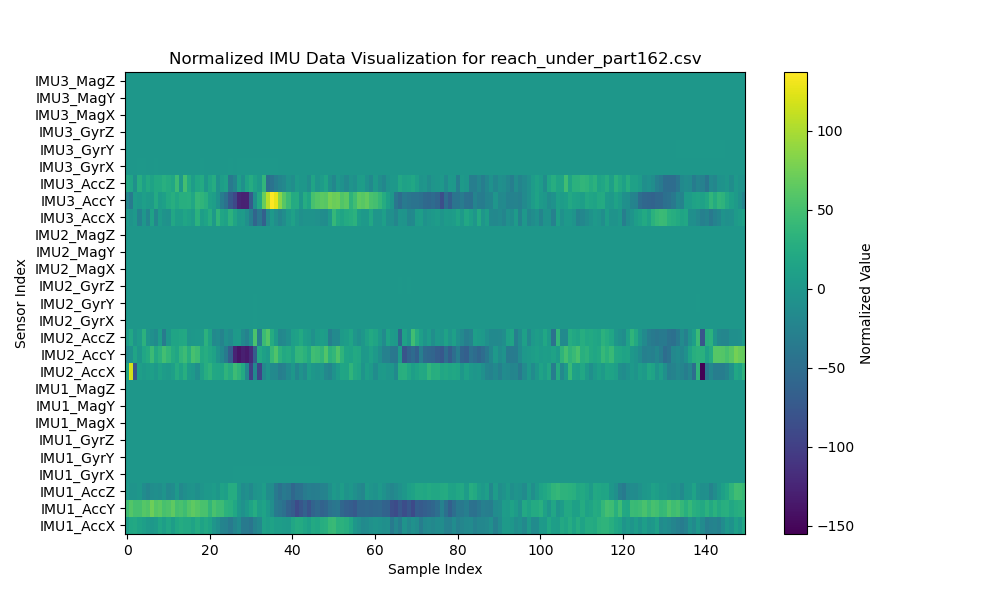 Normalized IMU Data Visualization for reach_under_part162.csv
IMU3_MagZ
IMU3_MagY
IMU3_MagX
IMU3_GyrZ
IMU3_GyrY
IMU3_GyrX
IMU3_AccZ
IMU3_AccY
IMU3_AccX
IMU2_MagZ
IMU2_MagY
IMU2_MagX
IMU2_GyrZ
IMU2_GyrY
IMU2_GyrX
IMU2_AccZ
IMU2_AccY
IMU2_AccX
IMU1_MagZ
IMU1_MagY
IMU1_MagX
IMU1_GyrZ
IMU1_GyrY
IMU1_GyrX
IMU1_AccZ
IMU1_AccY
IMU1_AccX
Sensor Index
0 20 40 60 80 100 120 140
Sample Index
100
50
0
−50
−100
−150
Normalized Value